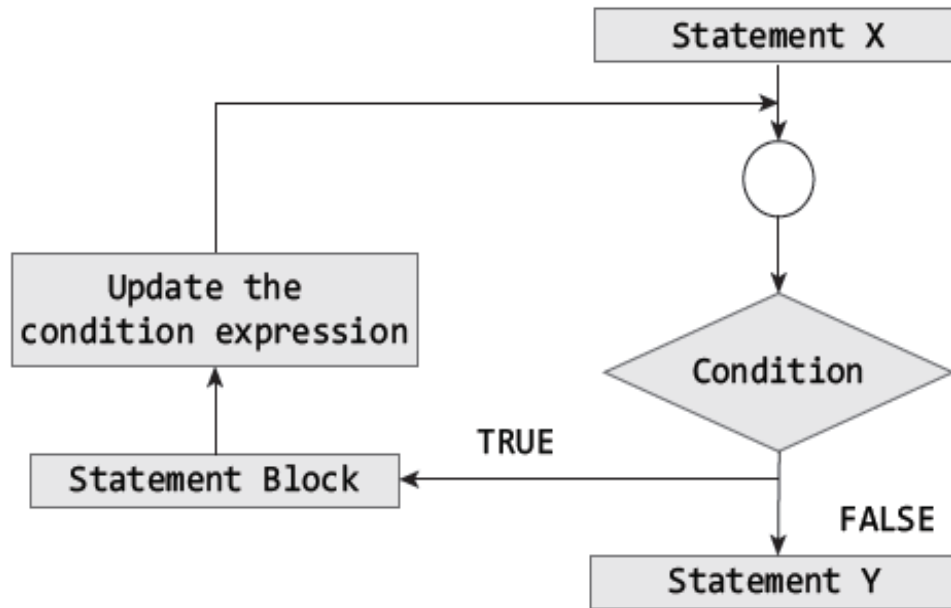 Statement X
Update the
condition expression
Condition
TRUE
Statement Block
FALSE
Statement Y